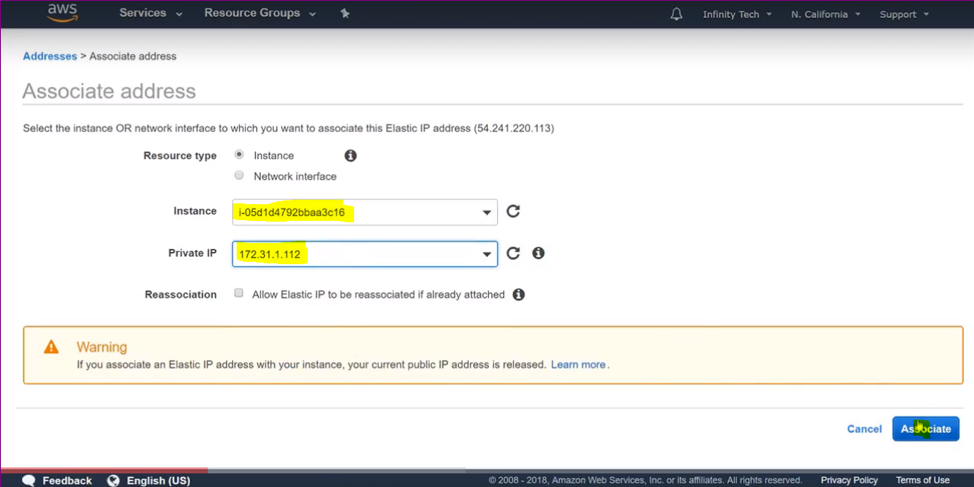 aws Services Resource Groups Infinity Tech N. California Support
Addresses > Associate address
Associate address
Select the instance OR network interface to which you want to associate this Elastic IP address (54.241.220.113)
Resource type Instance
Network interface
Instance i-05d1d4792bbaa3c16
Private IP 172.31.1.112
Reassociation Allow Elastic IP to be reassociated if already attached
Warning
If you associate an Elastic IP address with your instance, your current public IP address is released. Learn more.
Cancel Associate
Feedback English (US) © 2008 - 2018, Amazon Web Services, Inc. or its affiliates. All rights reserved. Privacy Policy Terms of Use